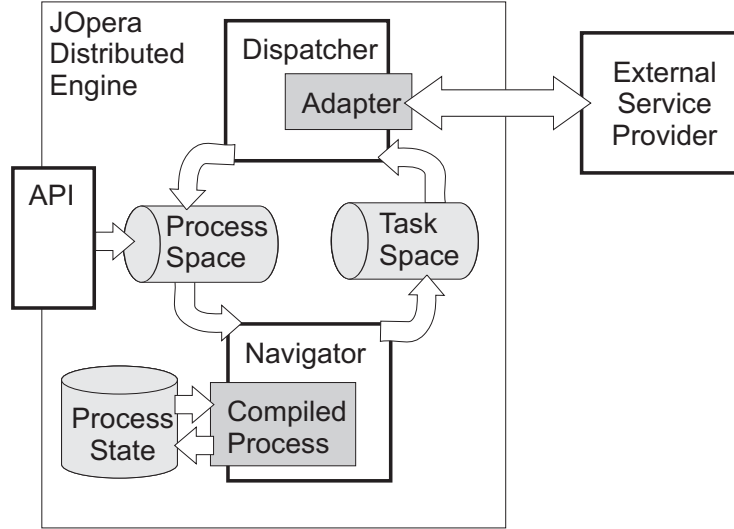 JOpera
Distributed
Engine
Dispatcher
Adapter
External
Service
Provider
API
Process
Space
Task
Space
Navigator
Compiled
Process
Process
State